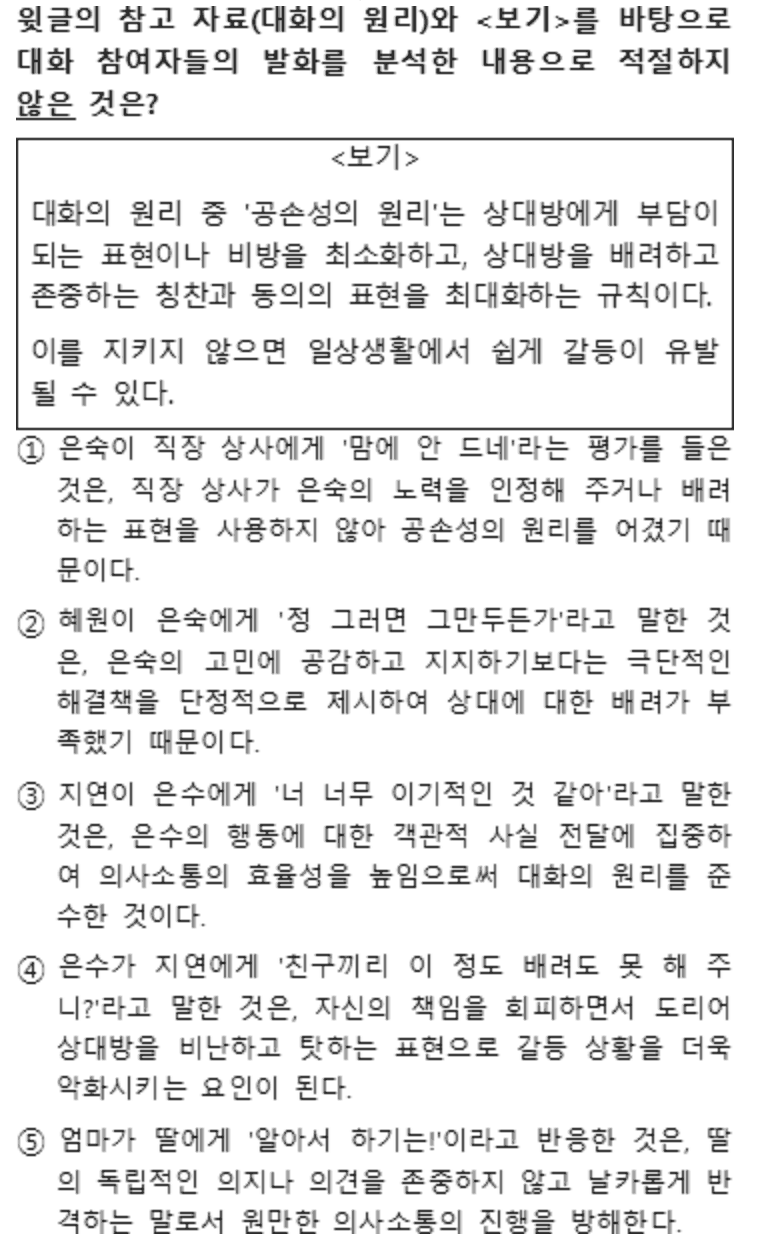 윗글의 참고 자료(대화의 원리)와 <보기>를 바탕으로
대화 참여자들의 발화를 분석한 내용으로 적절하지
않은 것은?
<보기>
대화의 원리 중 '공손성의 원리'는 상대방에게 부담이
되는 표현이나 비방을 최소화하고, 상대방을 배려하고
존중하는 칭찬과 동의의 표현을 최대화하는 규칙이다.
이를 지키지 않으면 일상생활에서 쉽게 갈등이 유발
될 수 있다.
① 은숙이 직장 상사에게 '맘에 안 드네'라는 평가를 들은
것은, 직장 상사가 은숙의 노력을 인정해 주거나 배려
하는 표현을 사용하지 않아 공손성의 원리를 어겼기 때
문이다.
② 혜원이 은숙에게 '정 그러면 그만두든가'라고 말한 것
은, 은숙의 고민에 공감하고 지지하기보다는 극단적인
해결책을 단정적으로 제시하여 상대에 대한 배려가 부
족했기 때문이다.
③ 지연이 은수에게 '너 너무 이기적인 것 같아'라고 말한
것은, 은수의 행동에 대한 객관적 사실 전달에 집중하
여 의사소통의 효율성을 높임으로써 대화의 원리를 준
수한 것이다.
④ 은수가 지연에게 '친구끼리 이 정도 배려도 못 해 주
니?'라고 말한 것은, 자신의 책임을 회피하면서 도리어
상대방을 비난하고 탓하는 표현으로 갈등 상황을 더욱
악화시키는 요인이 된다.
⑤ 엄마가 딸에게 '알아서 하기는!'이라고 반응한 것은, 딸
의 독립적인 의지나 의견을 존중하지 않고 날카롭게 반
격하는 말로서 원만한 의사소통의 진행을 방해한다.